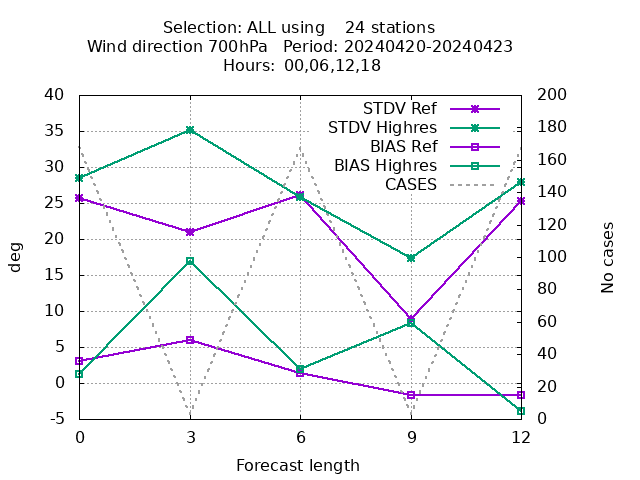 Selection: ALL using    24 stations
Wind direction 700hPa   Period: 20240420-20240423
Hours: 00,06,12,18
STDV Ref
STDV Highres
BIAS Ref
BIAS Highres
CASES
40
35
30
25
20
15
10
5
0
-5
deg
200
180
160
140
120
100
80
60
40
20
0
No cases
0 3 6 9 12
Forecast length